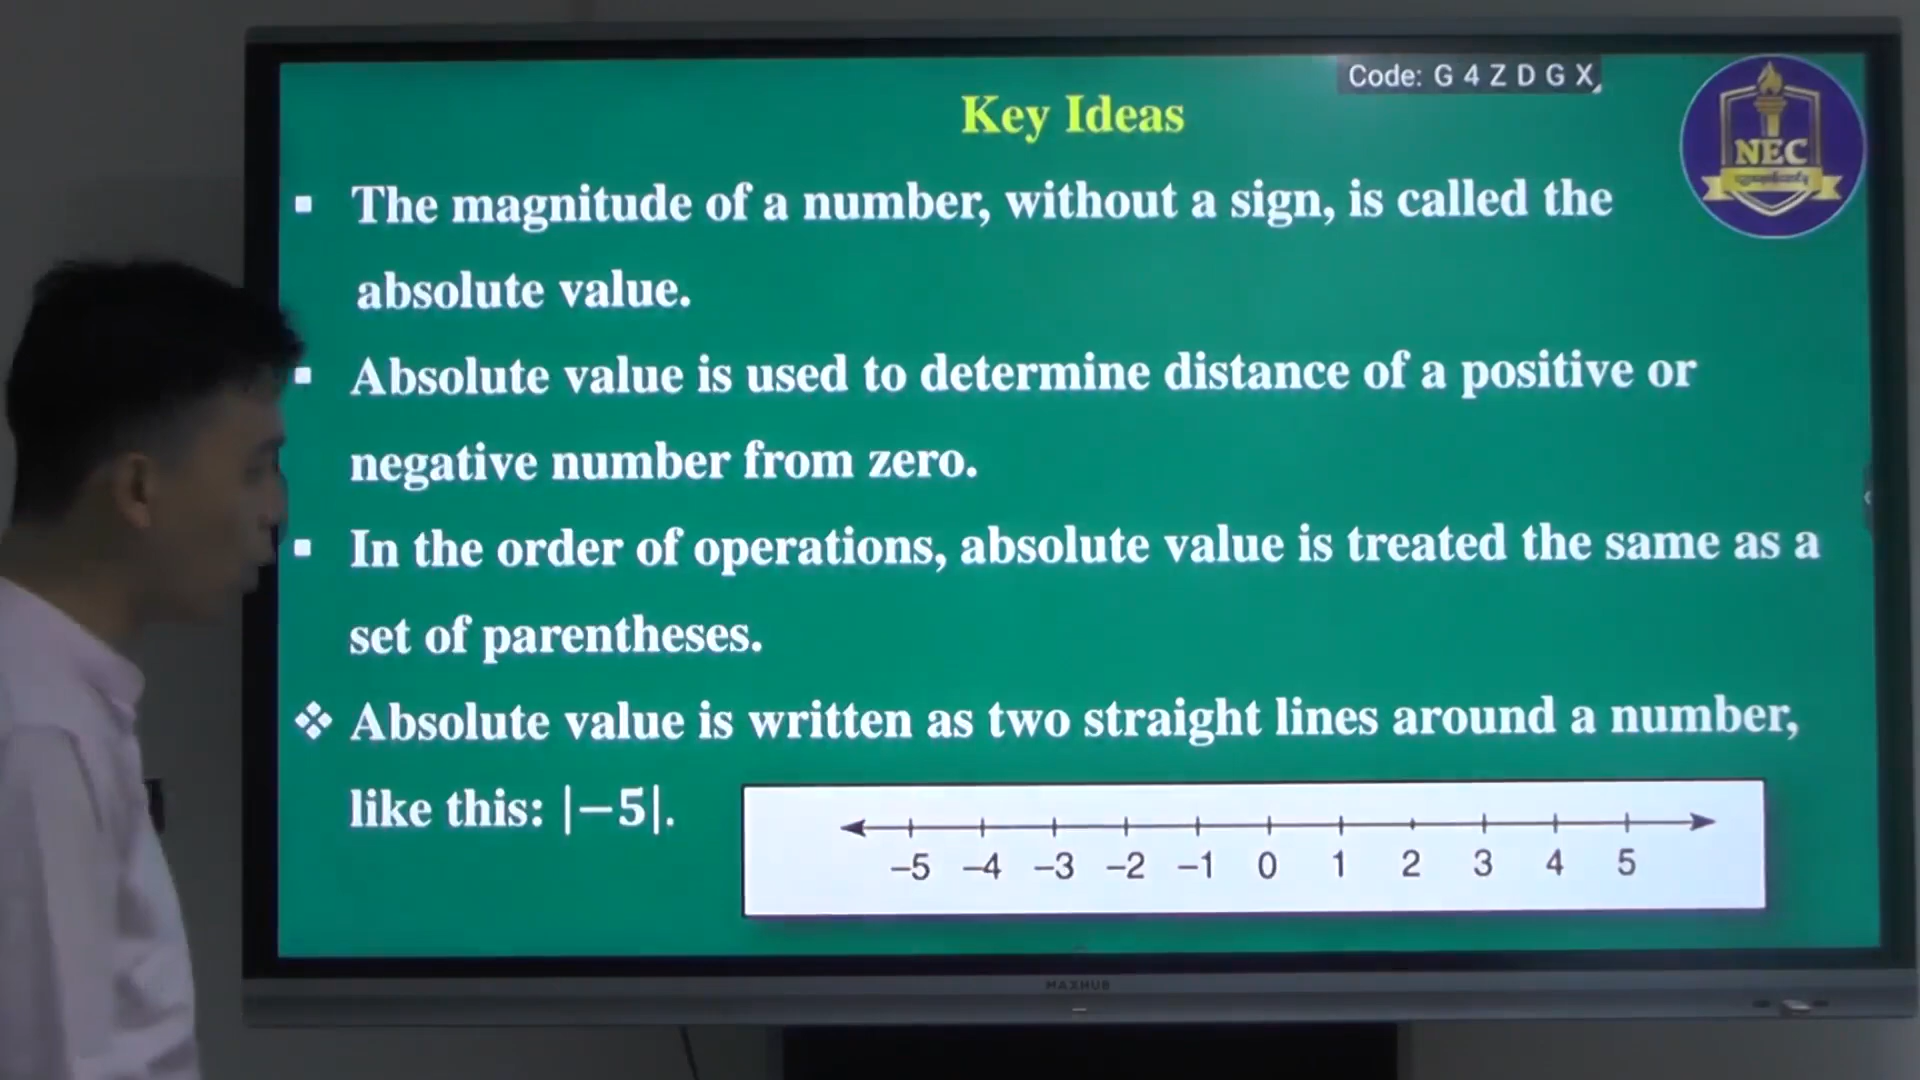 Code: G 4 Z D G X
Key Ideas
NEC
▪ The magnitude of a number, without a sign, is called the
absolute value.
▪ Absolute value is used to determine distance of a positive or
negative number from zero.
▪ In the order of operations, absolute value is treated the same as a
set of parentheses.
❖ Absolute value is written as two straight lines around a number,
like this: |−5|.
−5 −4 −3 −2 −1 0 1 2 3 4 5
MAXHUB